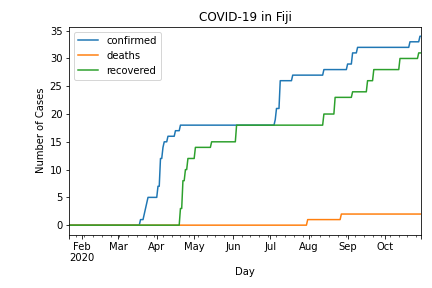 COVID-19 in Fiji
confirmed
deaths
recovered
Number of Cases
35
30
25
20
15
10
5
0
Feb Mar Apr May Jun Jul Aug Sep Oct
2020
Day